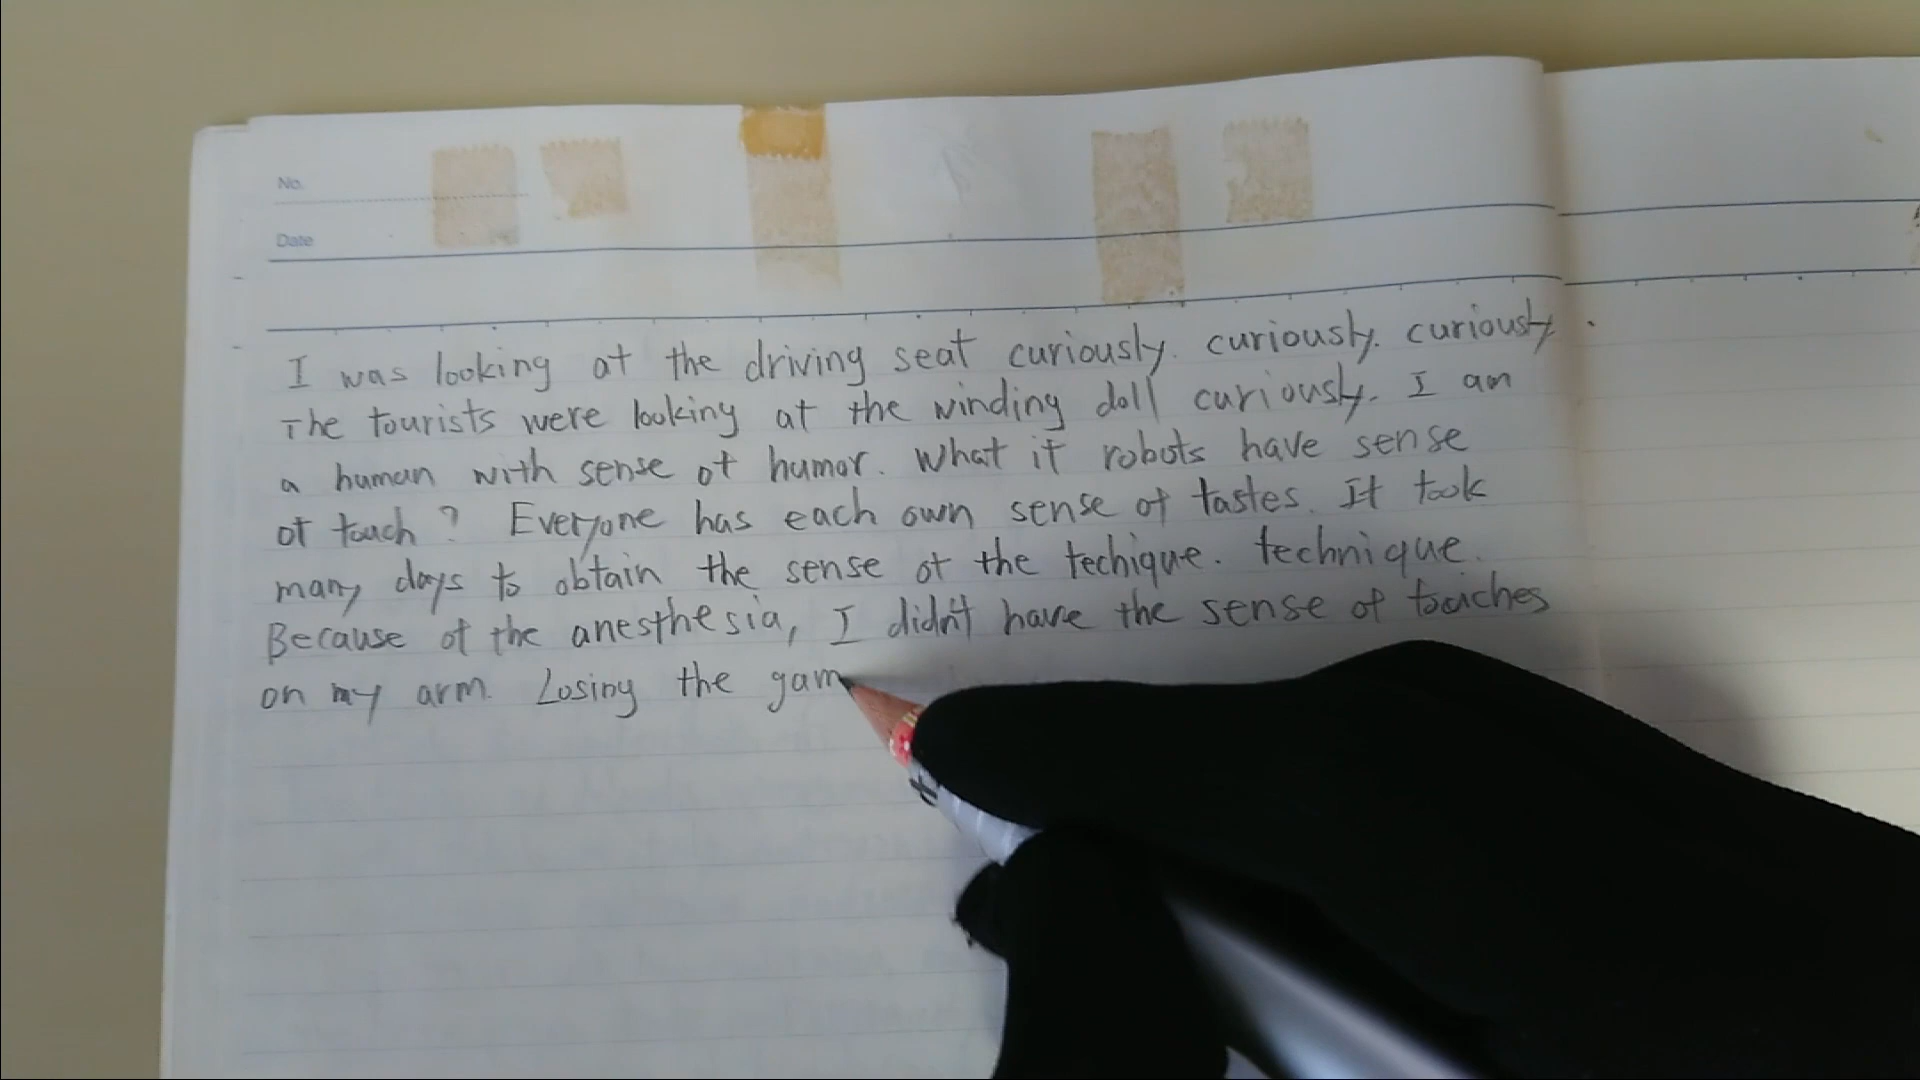 No.
Date
I was looking at the driving seat curiously. curiously. curiously.
The tourists were looking at the winding doll curiously. I am
a human with sense of humor. What if robots have sense
of touch? Everyone has each own sense of tastes. It took
many days to obtain the sense of the techique. technique.
Because of the anesthesia, I didn't have the sense of touches
on my arm. Losing the gam